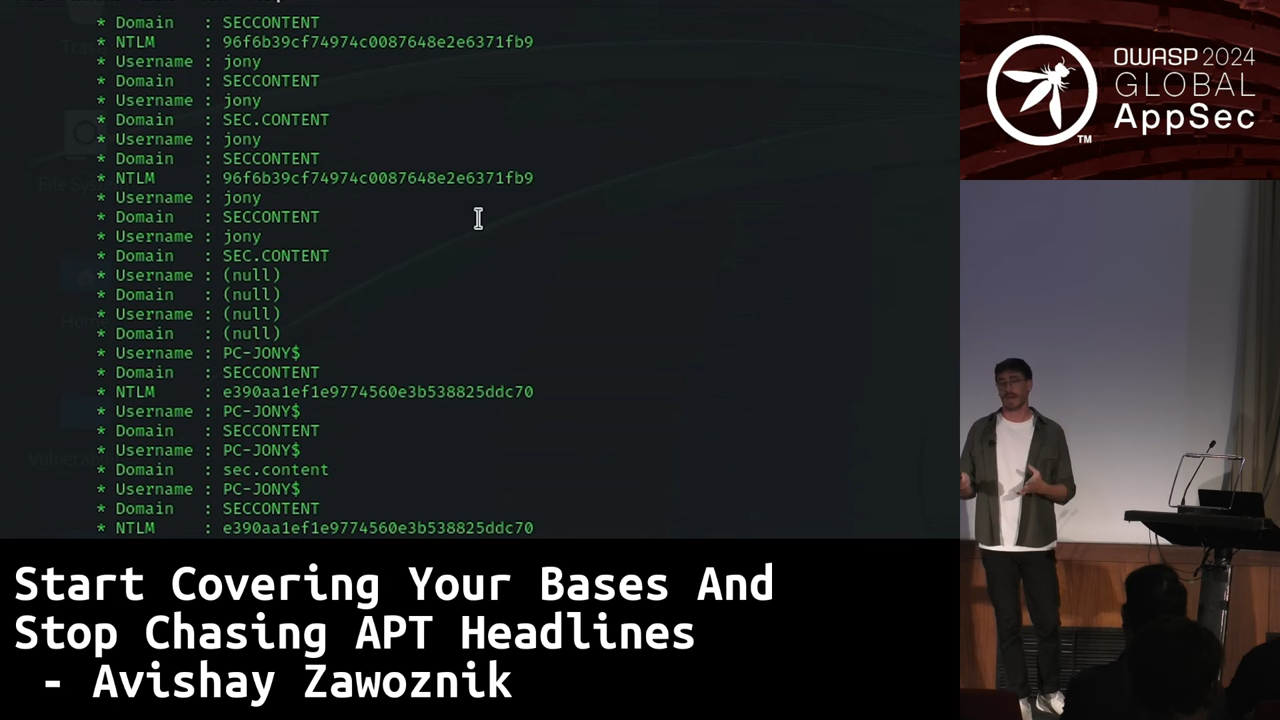 * Domain   : SECCONTENT
* NTLM     : 96f6b39cf74974c0087648e2e6371fb9
* Username : jony
* Domain   : SECCONTENT
* Username : jony
* Domain   : SEC.CONTENT
* Username : jony
* Domain   : SECCONTENT
* NTLM     : 96f6b39cf74974c0087648e2e6371fb9
* Username : jony
* Domain   : SECCONTENT
* Username : jony
* Domain   : SEC.CONTENT
* Username : (null)
* Domain   : (null)
* Username : (null)
* Domain   : (null)
* Username : PC-JONY$
* Domain   : SECCONTENT
* NTLM     : e390aa1ef1e9774560e3b538825ddc70
* Username : PC-JONY$
* Domain   : SECCONTENT
* Username : PC-JONY$
* Domain   : sec.content
* Username : PC-JONY$
* Domain   : SECCONTENT
* NTLM     : e390aa1ef1e9774560e3b538825ddc70
OWASP 2024
GLOBAL
AppSec
TM
Start Covering Your Bases And
Stop Chasing APT Headlines
- Avishay Zawoznik